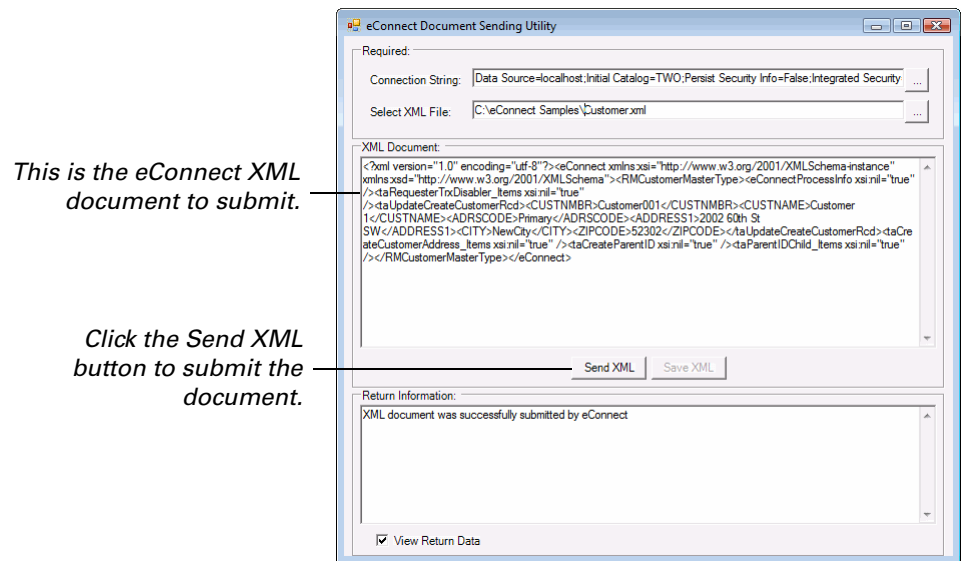 eConnect Document Sending Utility
Required:
Connection String:
Data Source=localhost;Initial Catalog=TWO;Persist Security Info=False;Integrated Security
...
Select XML File:
C:\eConnect Samples\Customer.xml
...
XML Document:
<?xml version="1.0" encoding="utf-8"?><eConnect xmlns:xsi="http://www.w3.org/2001/XMLSchema-instance"
xmlns:xsd="http://www.w3.org/2001/XMLSchema"><RMCustomerMasterType><eConnectProcessInfo xsi:nil="true"
/><taRequesterTrxDisabler_Items xsi:nil="true"
/><taUpdateCreateCustomerRcd><CUSTNMBR>Customer001</CUSTNMBR><CUSTNAME>Customer
1</CUSTNAME><ADRSCODE>Primary</ADRSCODE><ADDRESS1>2002 60th St
SW</ADDRESS1><CITY>NewCity</CITY><ZIPCODE>52302</ZIPCODE></taUpdateCreateCustomerRcd><taCre
ateCustomerAddress_Items xsi:nil="true" /><taCreateParentID xsi:nil="true" /><taParentIDChild_Items xsi:nil="true"
/></RMCustomerMasterType></eConnect>
This is the eConnect XML
document to submit.
Click the Send XML
button to submit the
document.
Send XML
Save XML
Return Information:
XML document was successfully submitted by eConnect
View Return Data